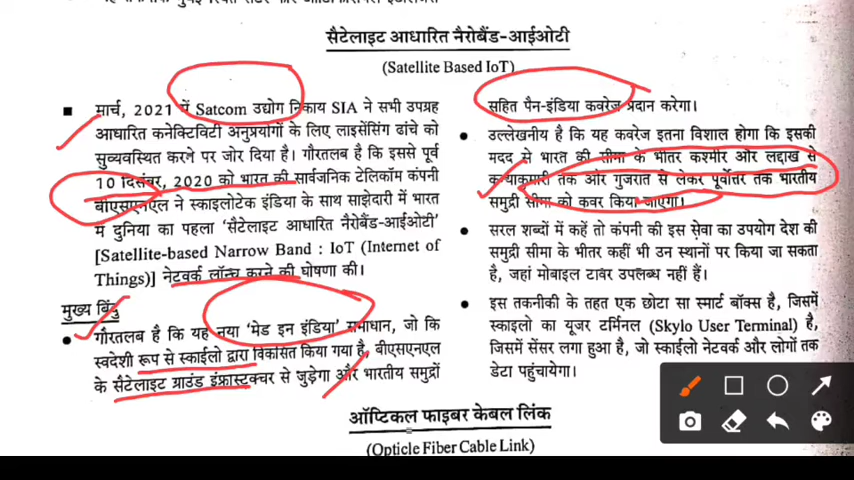 सैटेलाइट आधारित नैरोबैंड-आईओटी
(Satellite Based IoT)
■ मार्च, 2021 में Satcom उद्योग निकाय SIA ने सभी उपग्रह
आधारित कनेक्टिविटी अनुप्रयोगों के लिए लाइसेंसिंग ढांचे को
सुव्यवस्थित करने पर जोर दिया है। गौरतलब है कि इससे पूर्व
10 दिसंबर, 2020 को भारत की सार्वजनिक टेलिकॉम कंपनी
बीएसएनएल ने स्काइलोटेक इंडिया के साथ साझेदारी में भारत
में दुनिया का पहला ‘सैटेलाइट आधारित नैरोबैंड-आईओटी’
[Satellite-based Narrow Band : IoT (Internet of
Things)] नेटवर्क लॉन्च करने की घोषणा की।
मुख्य बिंदु
● गौरतलब है कि यह नया ‘मेड इन इंडिया’ समाधान, जो कि
स्वदेशी रूप से स्काईलो द्वारा विकसित किया गया है, बीएसएनएल
के सैटेलाइट ग्राउंड इंफ्रास्टक्चर से जुड़ेगा और भारतीय समुद्रों
सहित पैन-इंडिया कवरेज प्रदान करेगा।
● उल्लेखनीय है कि यह कवरेज इतना विशाल होगा कि इसकी
मदद से भारत की सीमा के भीतर कश्मीर और लद्दाख से
कन्याकुमारी तक और गुजरात से लेकर पूर्वोत्तर तक भारतीय
समुद्री सीमा को कवर किया जाएगा।
● सरल शब्दों में कहें तो कंपनी की इस सेवा का उपयोग देश की
समुद्री सीमा के भीतर कहीं भी उन स्थानों पर किया जा सकता
है, जहां मोबाइल टावर उपलब्ध नहीं हैं।
● इस तकनीकी के तहत एक छोटा सा स्मार्ट बॉक्स है, जिसमें
स्काइलो का यूजर टर्मिनल (Skylo User Terminal) है,
जिसमें सेंसर लगा हुआ है, जो स्काईलो नेटवर्क और लोगों तक
डेटा पहुंचायेगा।
ऑप्टिकल फाइबर केबल लिंक
(Opticle Fiber Cable Link)